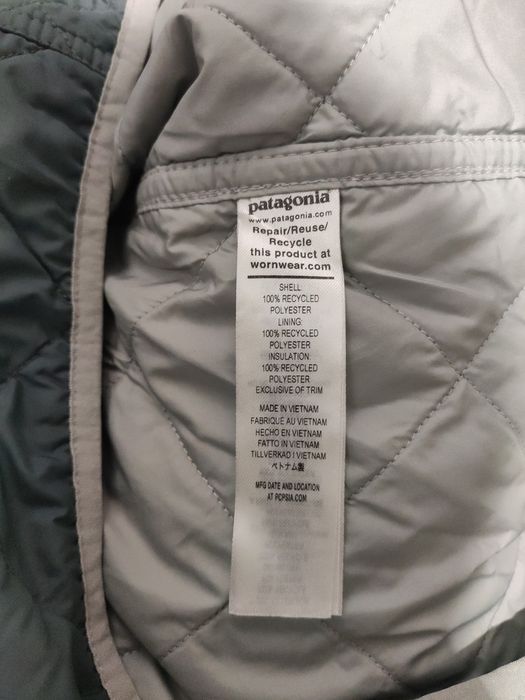 patagonia
www.patagonia.com
Repair/Reuse/
Recycle
this product at
wornwear.com
SHELL:
100% RECYCLED
POLYESTER
LINING:
100% RECYCLED
POLYESTER
INSULATION:
100% RECYCLED
POLYESTER
EXCLUSIVE OF TRIM
MADE IN VIETNAM
FABRIQUÉ AU VIETNAM
HECHO EN VIETNAM
FATTO IN VIETNAM
TILLVERKAD I VIETNAM
ベトナム製
MFG DATE AND LOCATION
AT PCPSIA.COM